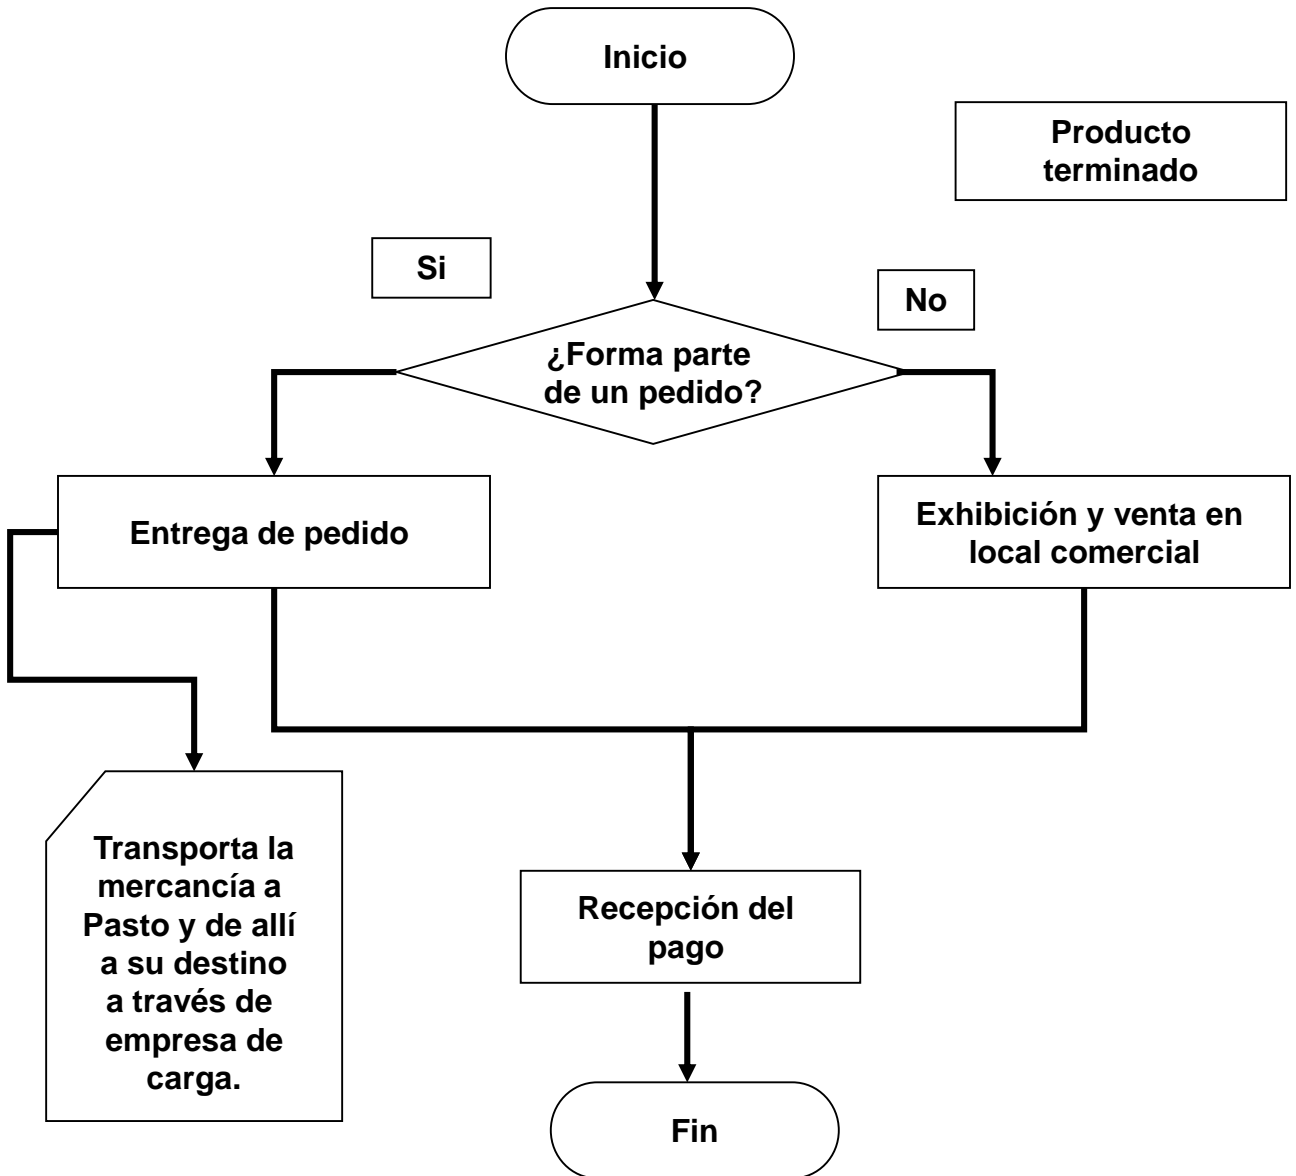 Inicio
Producto
terminado
Si
No
¿Forma parte
de un pedido?
Entrega de pedido
Exhibición y venta en
local comercial
Transporta la
mercancía a
Pasto y de allí
a su destino
a través de
empresa de
carga.
Recepción del
pago
Fin